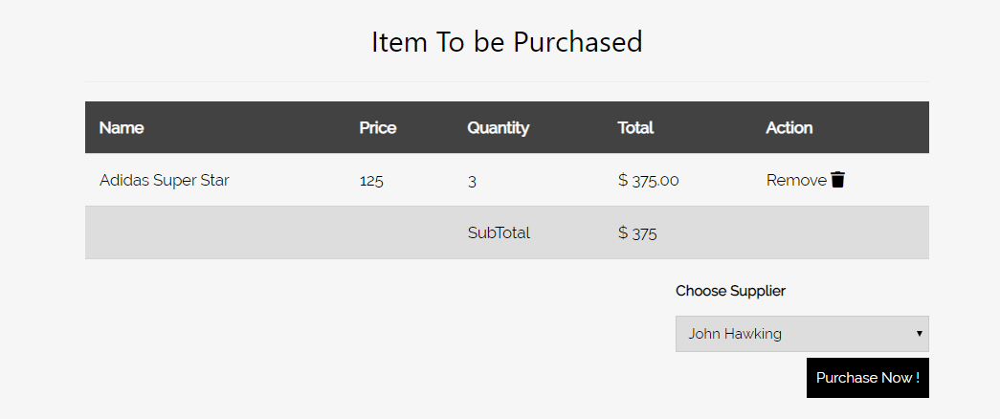 Item To be Purchased
Name Price Quantity Total Action
Adidas Super Star 125 3 $ 375.00 Remove
SubTotal $ 375
Choose Supplier
John Hawking
Purchase Now !